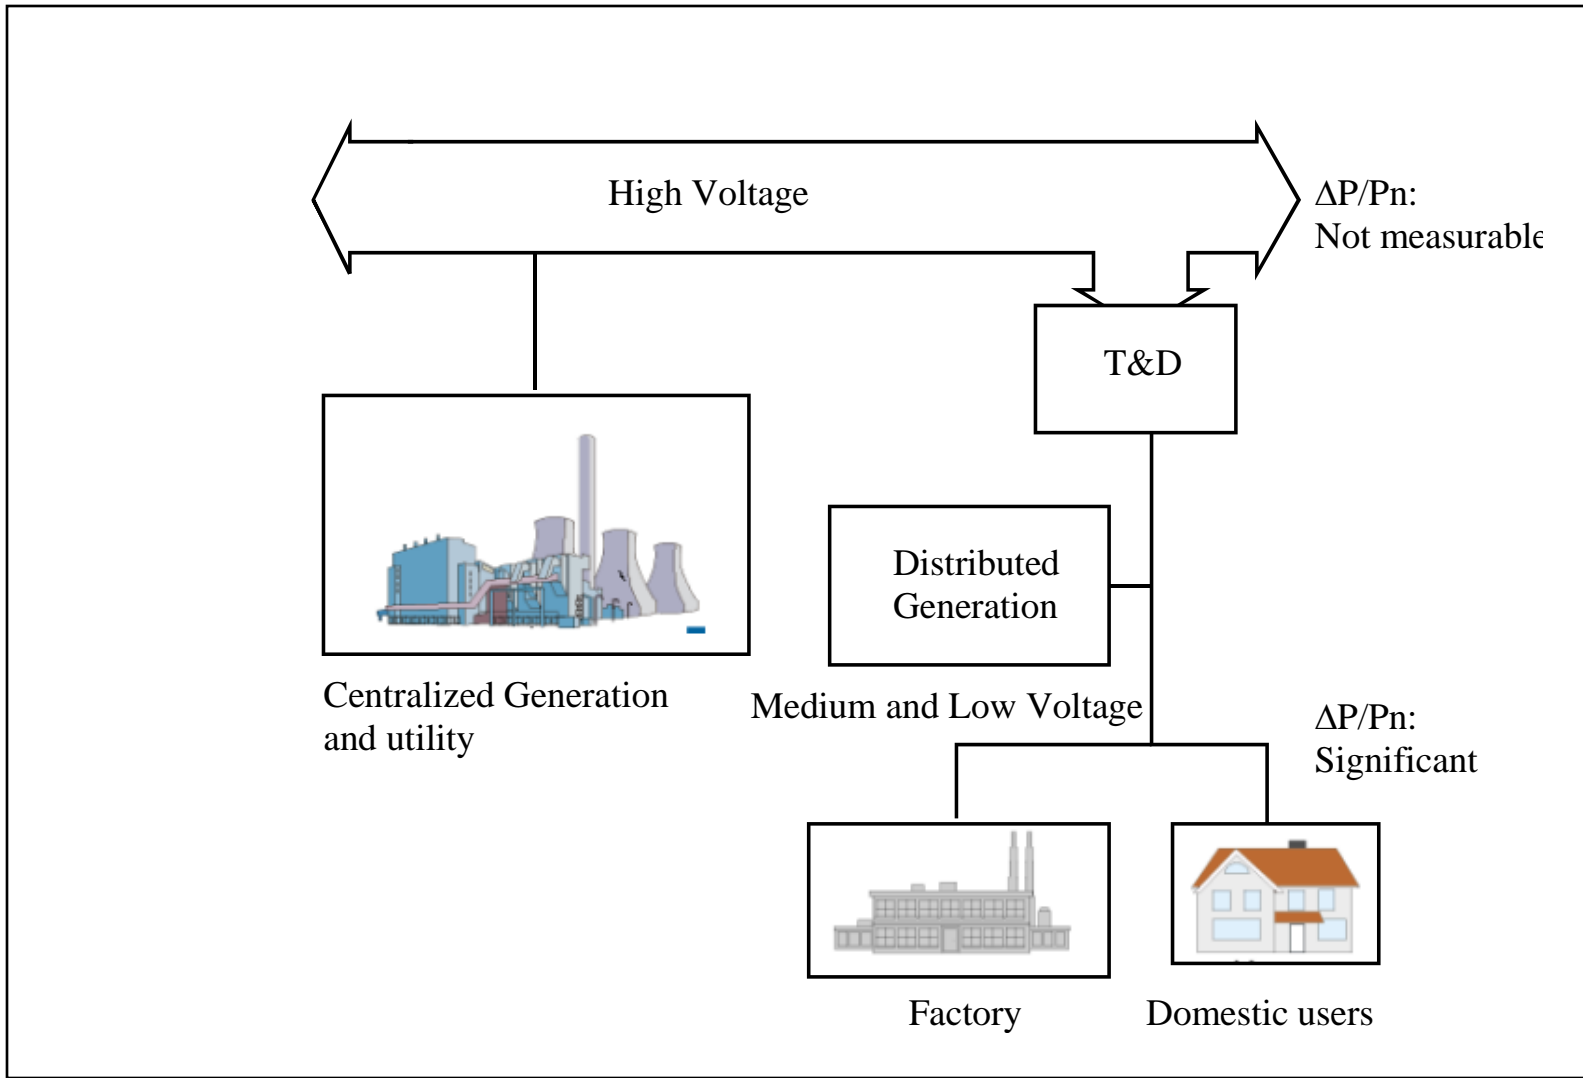 High Voltage
ΔP/Pn:
Not measurable
T&D
Distributed
Generation
Centralized Generation
and utility
Medium and Low Voltage
ΔP/Pn:
Significant
Factory
Domestic users